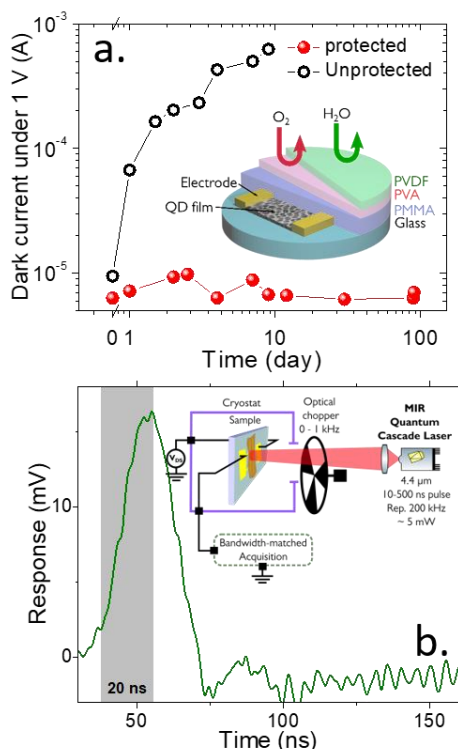 10⁻³
10⁻⁴
10⁻⁵
Dark current under 1 V (A)
a.
protected
Unprotected
O₂
H₂O
Electrode
QD film
PVDF
PVA
PMMA
Glass
0 1
10
100
Time (day)
Cryostat
Sample
Optical
chopper
0 - 1 kHz
MIR
Quantum
Cascade Laser
V_DS
4.4 µm
10-500 ns pulse
Rep. 200 kHz
~ 5 mW
Bandwidth-matched
Acquisition
10
0
Response (mV)
b.
20 ns
50
100
150
Time (ns)